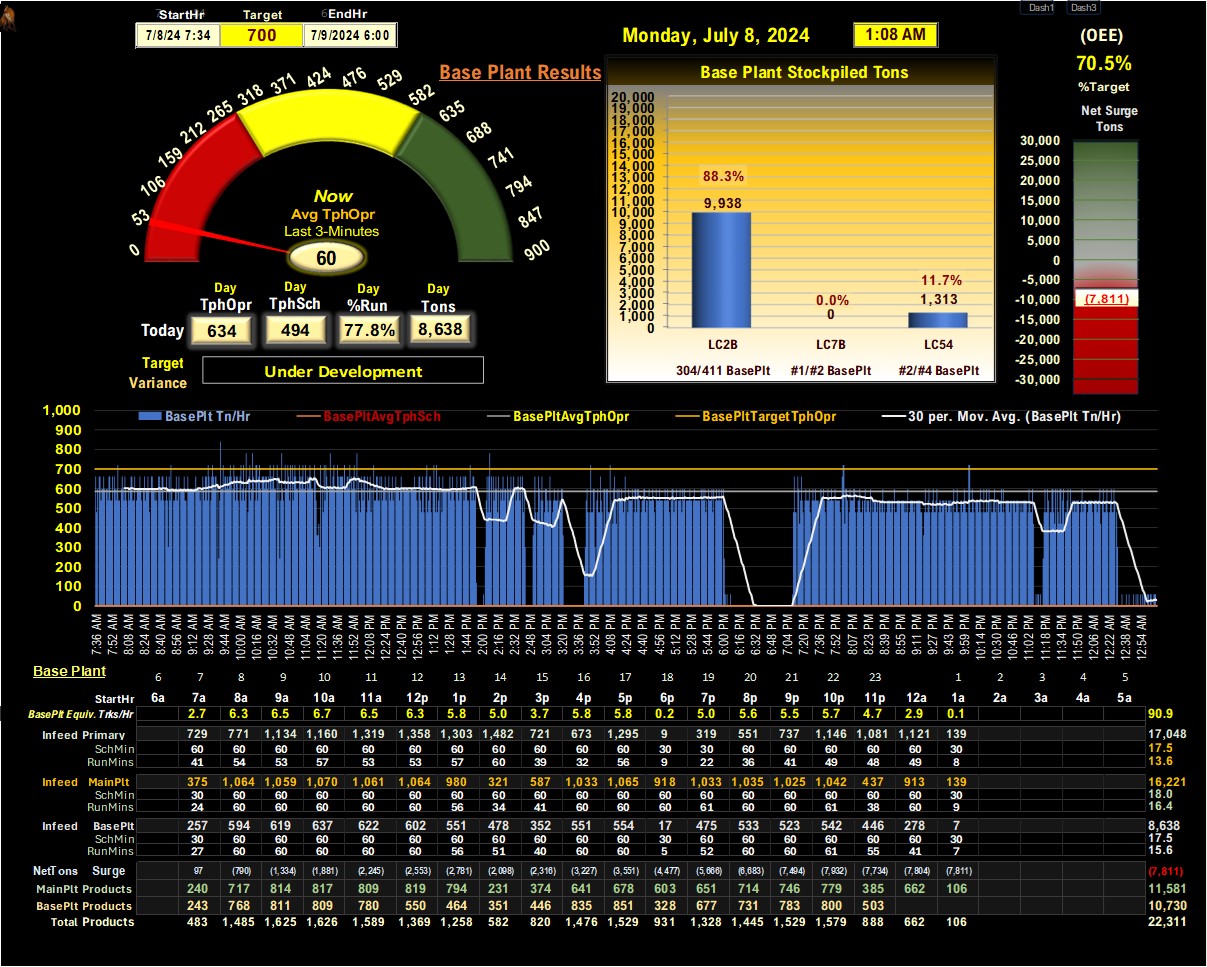 Dash1 Dash3
StartHr Target EndHr
7/8/24 7:34 700 7/9/2024 6:00
Monday, July 8, 2024 1:08 AM
(OEE)
70.5%
%Target
Net Surge
Tons
30,000
25,000
20,000
15,000
10,000
5,000
0
-5,000
-10,000 (7,811)
-15,000
-20,000
-25,000
-30,000
Base Plant Results
0 53 106 159 212 265 318 371 424 476 529 582 635 688 741 794 847 900
Now
Avg TphOpr
Last 3-Minutes
60
Day Day Day Day
TphOpr TphSch %Run Tons
Today 634 494 77.8% 8,638
Target
Variance
Under Development
Base Plant Stockpiled Tons
20,000
19,000
18,000
17,000
16,000
15,000
14,000
13,000
12,000
11,000
10,000
9,000
8,000
7,000
6,000
5,000
4,000
3,000
2,000
1,000
0
88.3% 0.0% 11.7%
9,938 0 1,313
LC2B LC7B LC54
304/411 BasePlt #1/#2 BasePlt #2/#4 BasePlt
BasePlt Tn/Hr BasePltAvgTphSch BasePltAvgTphOpr BasePltTargetTphOpr 30 per. Mov. Avg. (BasePlt Tn/Hr)
1,000
900
800
700
600
500
400
300
200
100
0
7:36 AM 7:52 AM 8:08 AM 8:24 AM 8:40 AM 8:56 AM 9:12 AM 9:28 AM 9:44 AM 10:00 AM 10:16 AM 10:32 AM 10:48 AM 11:04 AM 11:20 AM 11:36 AM 11:52 AM 12:08 PM 12:24 PM 12:40 PM 12:56 PM 1:12 PM 1:28 PM 1:44 PM 2:00 PM 2:16 PM 2:32 PM 2:48 PM 3:04 PM 3:20 PM 3:36 PM 3:52 PM 4:08 PM 4:24 PM 4:40 PM 4:56 PM 5:12 PM 5:28 PM 5:44 PM 6:00 PM 6:16 PM 6:32 PM 6:48 PM 7:04 PM 7:20 PM 7:36 PM 7:52 PM 8:07 PM 8:23 PM 8:39 PM 8:55 PM 9:11 PM 9:27 PM 9:43 PM 9:59 PM 10:14 PM 10:30 PM 10:46 PM 11:02 PM 11:18 PM 11:34 PM 11:50 PM 12:06 AM 12:22 AM 12:38 AM 12:54 AM
Base Plant
6 7 8 9 10 11 12 13 14 15 16 17 18 19 20 21 22 23 1 2 3 4 5
StartHr 6a 7a 8a 9a 10a 11a 12p 1p 2p 3p 4p 5p 6p 7p 8p 9p 10p 11p 12a 1a 2a 3a 4a 5a
BasePlt Equiv. Trks/Hr 2.7 6.3 6.5 6.7 6.5 6.3 5.8 5.0 3.7 5.8 5.8 0.2 5.0 5.6 5.5 5.7 4.7 2.9 0.1 90.9
Infeed Primary 729 771 1,134 1,160 1,319 1,358 1,303 1,482 721 673 1,295 9 319 551 737 1,146 1,081 1,121 139 17,048
SchMin 60 60 60 60 60 60 60 60 60 60 60 30 30 60 60 60 60 60 30 17.5
RunMins 41 54 53 57 53 53 57 60 39 32 56 9 22 36 41 49 48 49 8 13.6
Infeed MainPlt 375 1,064 1,059 1,070 1,061 1,064 980 321 587 1,033 1,065 918 1,033 1,035 1,025 1,042 437 913 139 16,221
SchMin 30 60 60 60 60 60 60 60 60 60 60 60 60 60 60 60 60 60 30 18.0
RunMins 24 60 60 60 60 60 56 34 41 60 60 60 61 60 60 61 38 60 9 16.4
Infeed BasePlt 257 594 619 637 622 602 551 478 352 551 554 17 475 533 523 542 446 278 7 8,638
SchMin 30 60 60 60 60 60 60 60 60 60 60 30 60 60 60 60 60 60 30 17.5
RunMins 27 60 60 60 60 60 56 51 40 60 60 5 52 60 60 61 55 41 7 15.6
NetTons Surge 97 (790) (1,334) (1,881) (2,245) (2,553) (2,781) (2,098) (2,316) (3,227) (3,551) (4,477) (5,666) (6,683) (7,494) (7,932) (7,734) (7,804) (7,811) (7,811)
MainPlt Products 240 717 814 817 809 819 794 231 374 641 678 603 651 714 746 779 385 662 106 11,581
BasePlt Products 243 768 811 809 780 550 464 351 446 835 851 328 677 731 783 800 503 10,730
Total Products 483 1,485 1,625 1,626 1,589 1,369 1,258 582 820 1,476 1,529 931 1,328 1,445 1,529 1,579 888 662 106 22,311